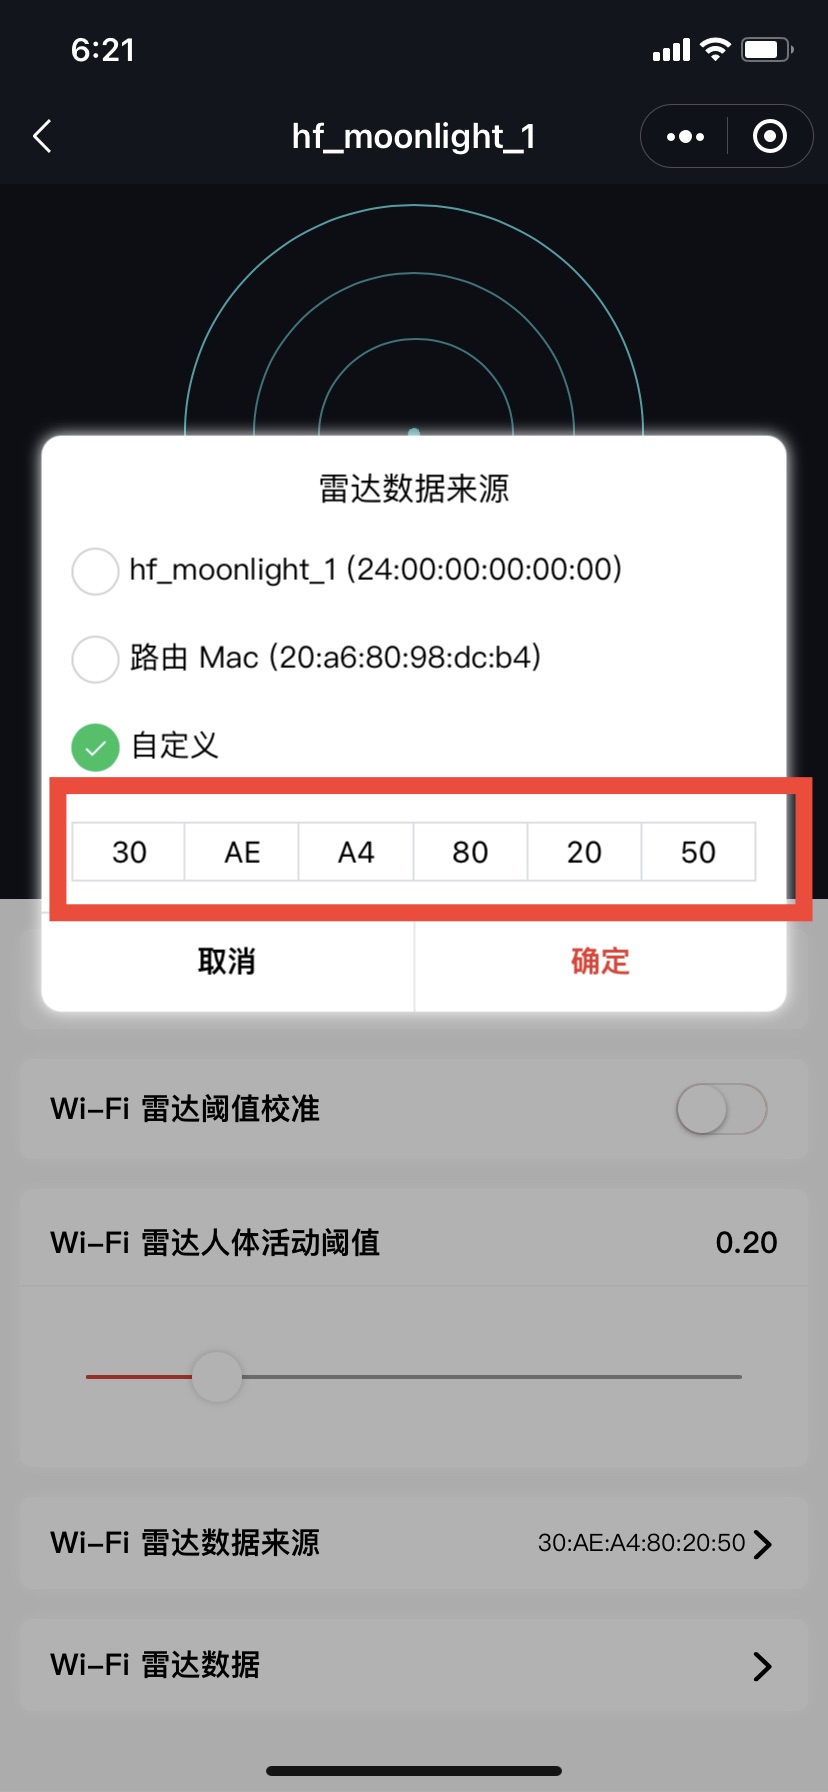 6:21
hf_moonlight_1
雷达数据来源
hf_moonlight_1 (24:00:00:00:00:00)
路由 Mac (20:a6:80:98:dc:b4)
自定义
30 AE A4 80 20 50
取消 确定
Wi-Fi 雷达阈值校准
Wi-Fi 雷达人体活动阈值 0.20
Wi-Fi 雷达数据来源 30:AE:A4:80:20:50
Wi-Fi 雷达数据